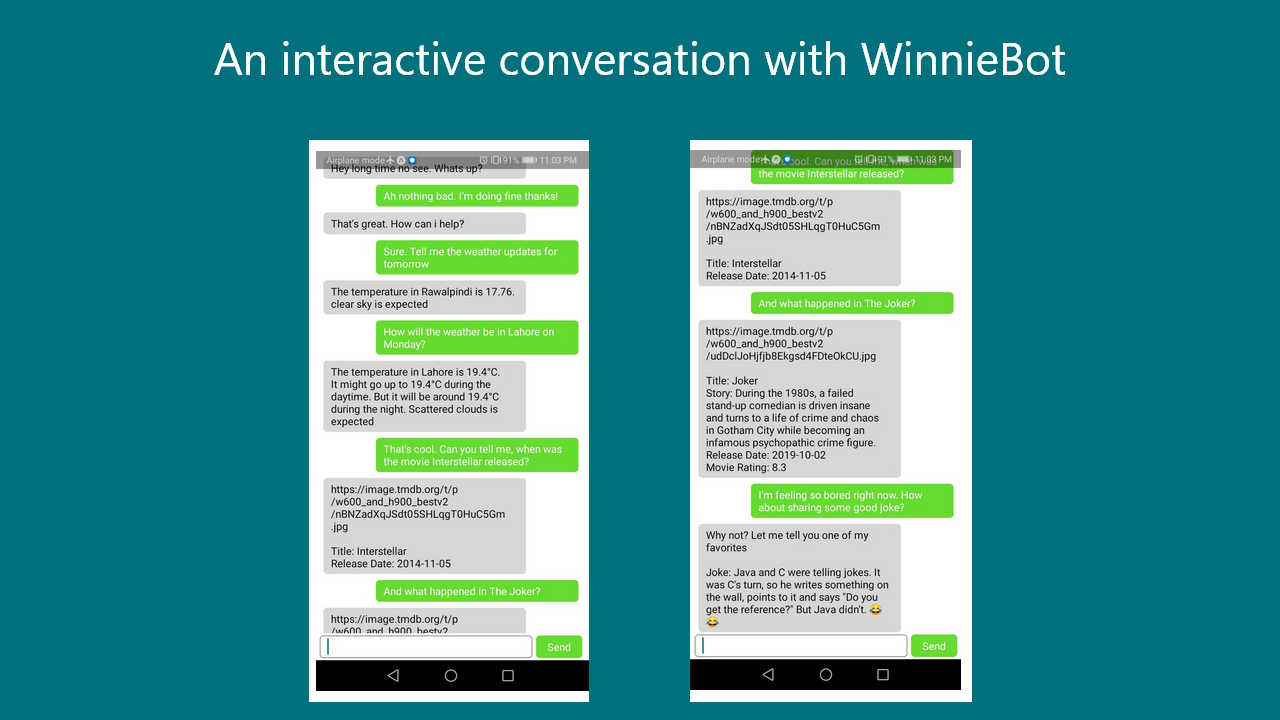 An interactive conversation with WinnieBot
Airplane mode
91%
11:03 PM
Hey long time no see. Whats up?
Ah nothing bad. I'm doing fine thanks!
That's great. How can i help?
Sure. Tell me the weather updates for
tomorrow
The temperature in Rawalpindi is 17.76.
clear sky is expected
How will the weather be in Lahore on
Monday?
The temperature in Lahore is 19.4°C.
It might go up to 19.4°C during the
daytime. But it will be around 19.4°C
during the night. Scattered clouds is
expected
That's cool. Can you tell me, when was
the movie Interstellar released?
https://image.tmdb.org/t/p
/w600_and_h900_bestv2
/nBNZadXqJSdt05SHLqgT0HuC5Gm
.jpg
Title: Interstellar
Release Date: 2014-11-05
And what happened in The Joker?
https://image.tmdb.org/t/p
/w600_and_h900_bestv2
Send
Airplane mode
91%
11:03 PM
That's cool. Can you tell me, when was
the movie Interstellar released?
https://image.tmdb.org/t/p
/w600_and_h900_bestv2
/nBNZadXqJSdt05SHLqgT0HuC5Gm
.jpg
Title: Interstellar
Release Date: 2014-11-05
And what happened in The Joker?
https://image.tmdb.org/t/p
/w600_and_h900_bestv2
/udDclJoHjfjb8Ekgsd4FDteOkCU.jpg
Title: Joker
Story: During the 1980s, a failed
stand-up comedian is driven insane
and turns to a life of crime and chaos
in Gotham City while becoming an
infamous psychopathic crime figure.
Release Date: 2019-10-02
Movie Rating: 8.3
I'm feeling so bored right now. How
about sharing some good joke?
Why not? Let me tell you one of my
favorites
Joke: Java and C were telling jokes. It
was C's turn, so he writes something on
the wall, points to it and says "Do you
get the reference?" But Java didn't. 😂
😂
Send